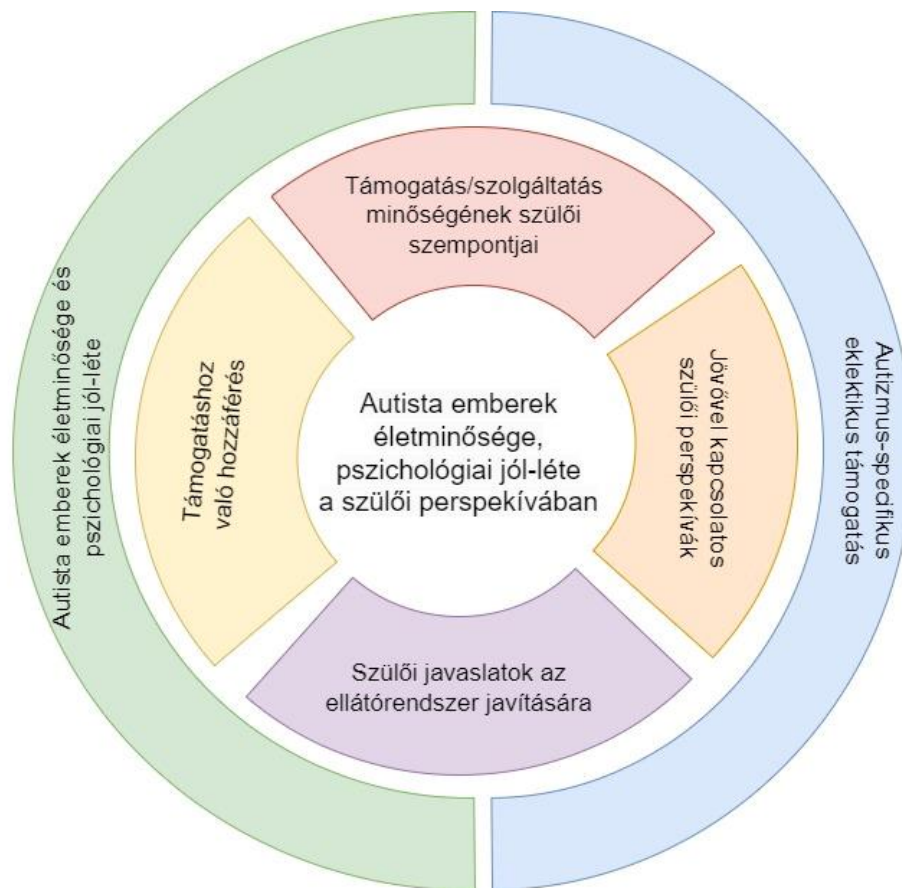 Támogatás/szolgáltatás
minőségének szülői
szempontjai
Autista emberek életminősége és
pszichológiai jól-léte
Támogatáshoz
való hozzáférés
Autista emberek
életminősége,
pszichológiai jól-léte
a szülői perspekívában
Jövővel kapcsolatos
szülői perspekívák
Autizmus-specifikus
eklektikus támogatás
Szülői javaslatok az
ellátórendszer javítására